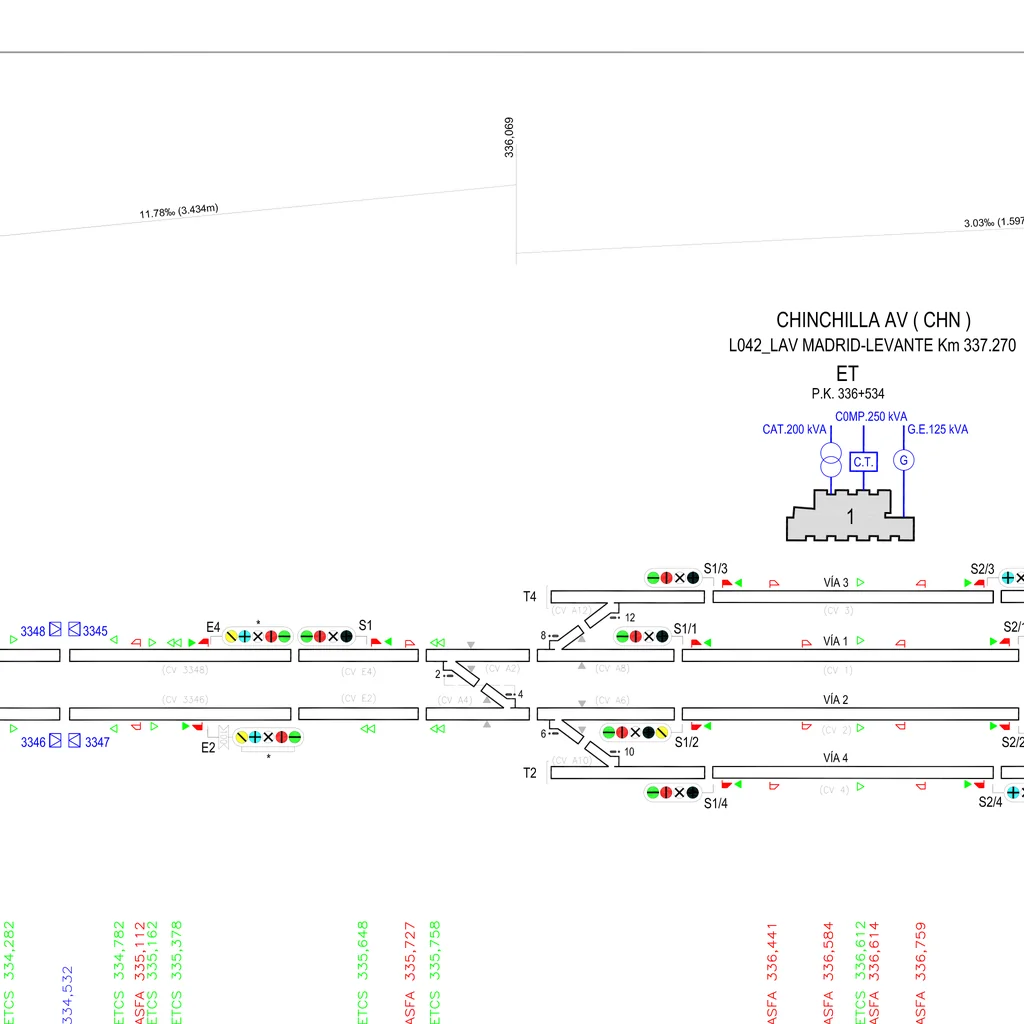 336,069
11.78‰ (3.434m)
3.03‰ (1.597
CHINCHILLA AV ( CHN )
L042_LAV MADRID-LEVANTE Km 337.270
ET
P.K. 336+534
C0MP.250 kVA
CAT.200 kVA
G.E.125 kVA
C.T.
G
1
S1/3
S2/3
VÍA 3
T4
(CV A12)
(CV 3)
12
3348
3345
E4
*
S1
8
S1/1
VÍA 1
S2/1
(CV 3348)
(CV E4)
(CV A2)
(CV A8)
(CV 1)
2
4
(CV 3346)
(CV E2)
(CV A4)
(CV A6)
VÍA 2
(CV 2)
3346
3347
E2
*
6
S1/2
S2/2
10
VÍA 4
(CV A10)
T2
(CV 4)
S1/4
S2/4
ETCS 334,282
334,532
ETCS 334,782
ASFA 335,112
ETCS 335,162
ETCS 335,378
ETCS 335,648
ASFA 335,727
ETCS 335,758
ASFA 336,441
ASFA 336,584
ETCS 336,612
ASFA 336,614
ASFA 336,759